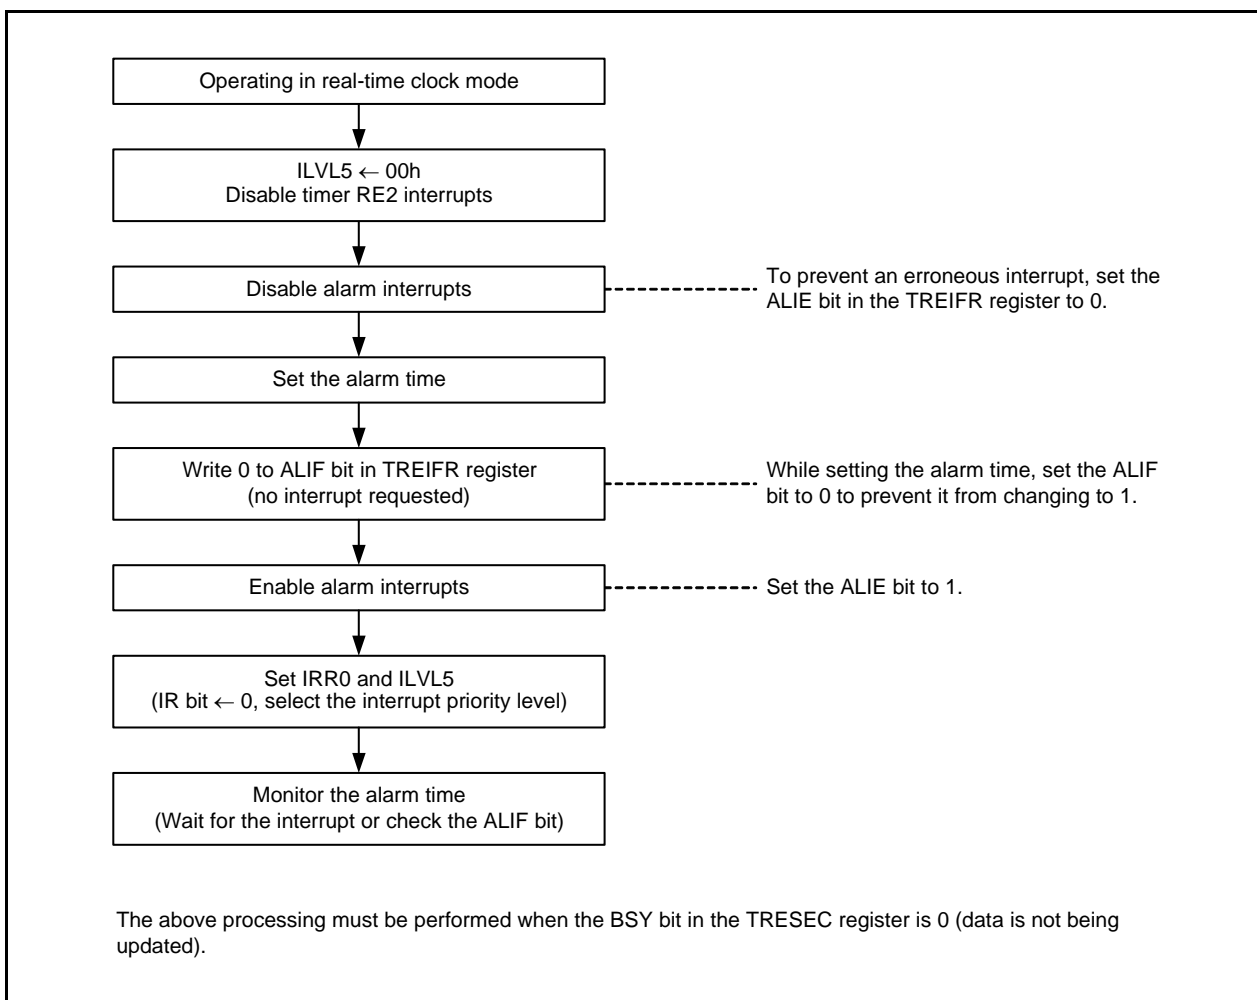 Operating in real-time clock mode
ILVL5 ← 00h
Disable timer RE2 interrupts
Disable alarm interrupts
To prevent an erroneous interrupt, set the
ALIE bit in the TREIFR register to 0.
Set the alarm time
Write 0 to ALIF bit in TREIFR register
(no interrupt requested)
While setting the alarm time, set the ALIF
bit to 0 to prevent it from changing to 1.
Enable alarm interrupts
Set the ALIE bit to 1.
Set IRR0 and ILVL5
(IR bit ← 0, select the interrupt priority level)
Monitor the alarm time
(Wait for the interrupt or check the ALIF bit)
The above processing must be performed when the BSY bit in the TRESEC register is 0 (data is not being
updated).